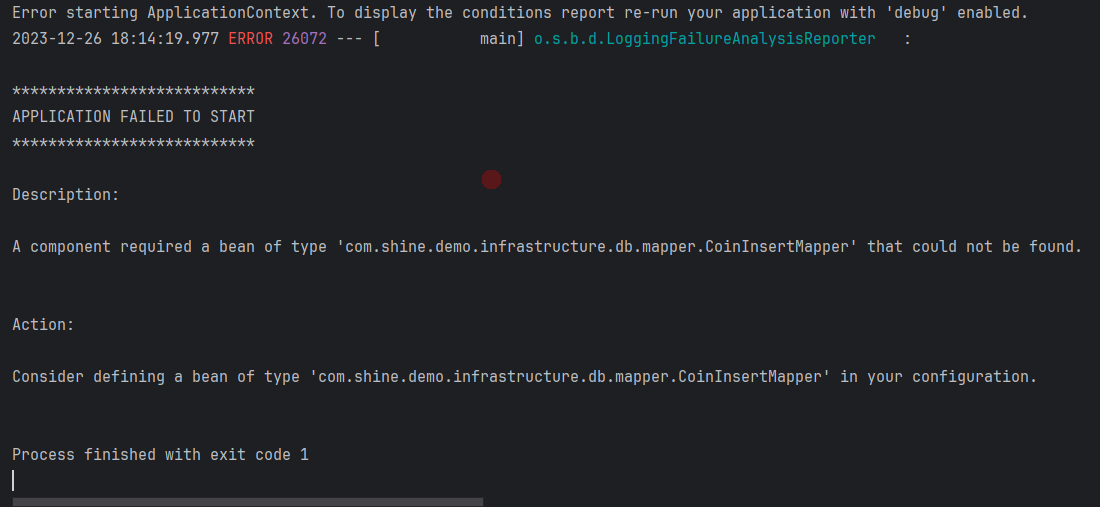 Error starting ApplicationContext. To display the conditions report re-run your application with 'debug' enabled.
2023-12-26 18:14:19.977 ERROR 26072 --- [           main] o.s.b.d.LoggingFailureAnalysisReporter   :
***************************
APPLICATION FAILED TO START
***************************
Description:
A component required a bean of type 'com.shine.demo.infrastructure.db.mapper.CoinInsertMapper' that could not be found.
Action:
Consider defining a bean of type 'com.shine.demo.infrastructure.db.mapper.CoinInsertMapper' in your configuration.
Process finished with exit code 1